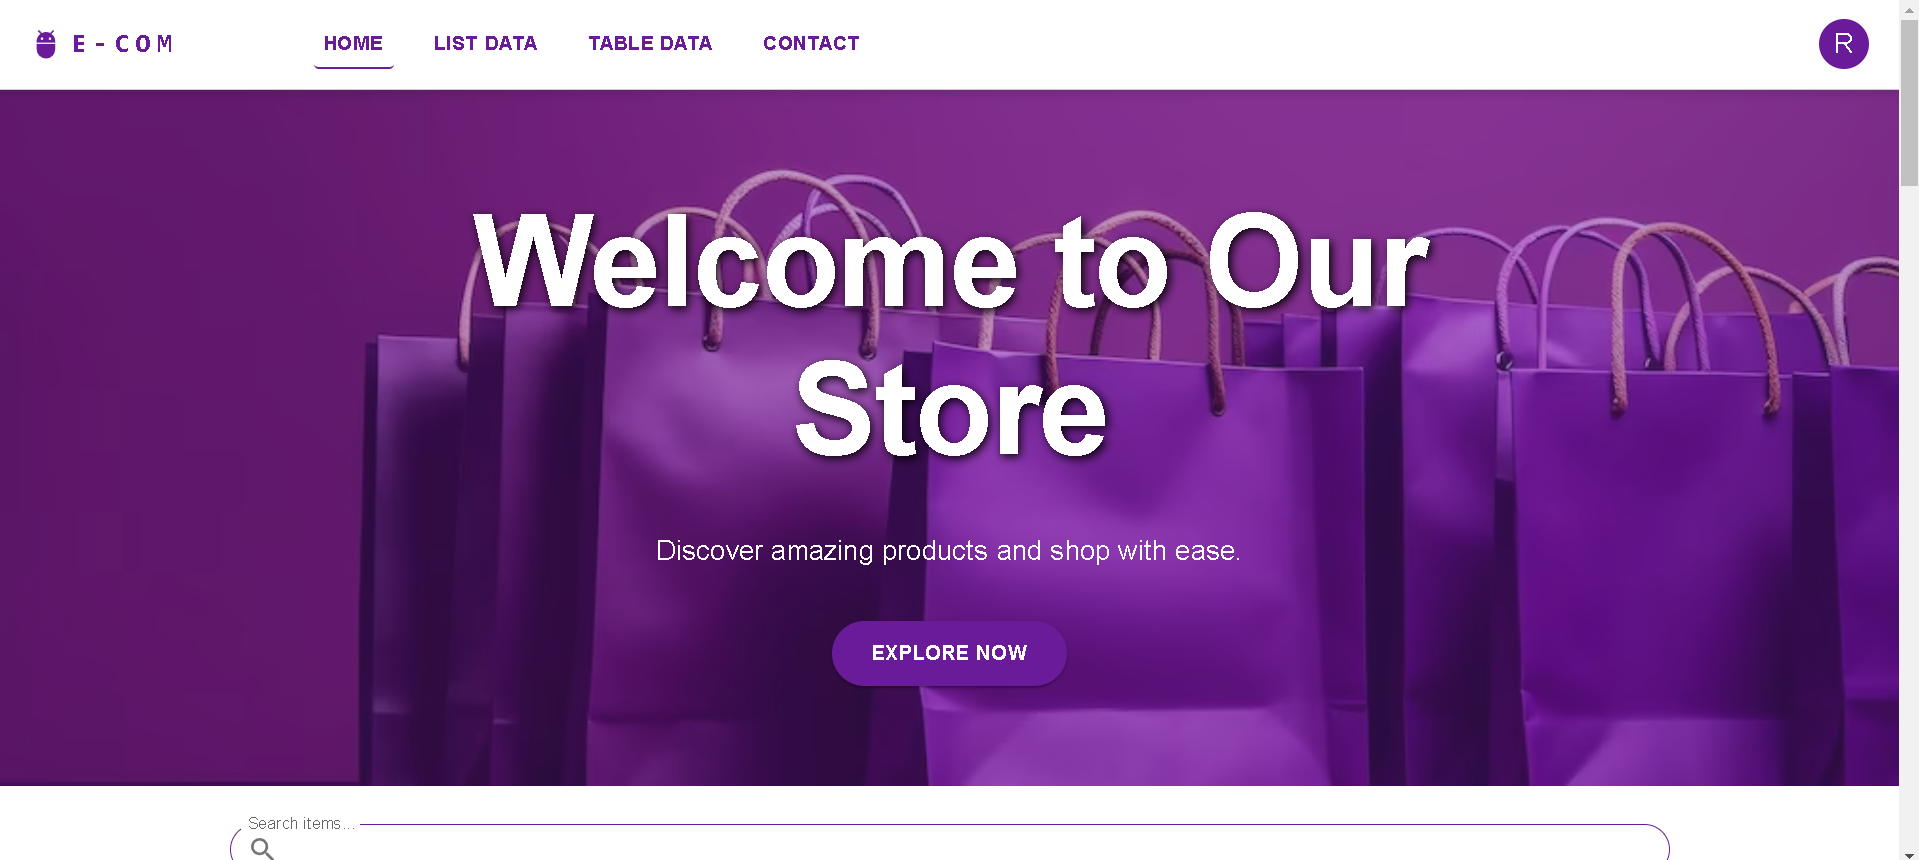 E-COM
HOME
LIST DATA
TABLE DATA
CONTACT
R
Welcome to Our
Store
Discover amazing products and shop with ease.
EXPLORE NOW
Search items...